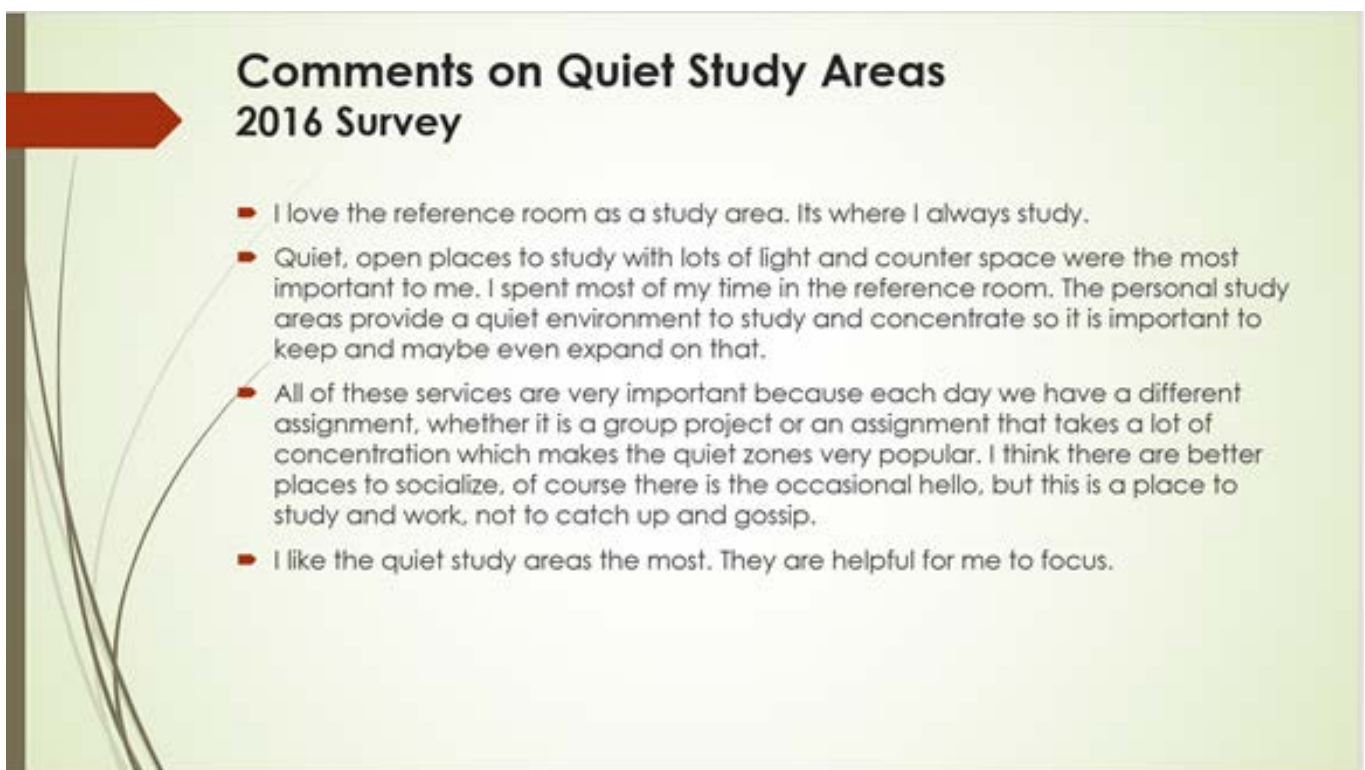 Comments on Quiet Study Areas
2016 Survey
I love the reference room as a study area. Its where I always study.
Quiet, open places to study with lots of light and counter space were the most
important to me. I spent most of my time in the reference room. The personal study
areas provide a quiet environment to study and concentrate so it is important to
keep and maybe even expand on that.
All of these services are very important because each day we have a different
assignment, whether it is a group project or an assignment that takes a lot of
concentration which makes the quiet zones very popular. I think there are better
places to socialize, of course there is the occasional hello, but this is a place to
study and work, not to catch up and gossip.
I like the quiet study areas the most. They are helpful for me to focus.